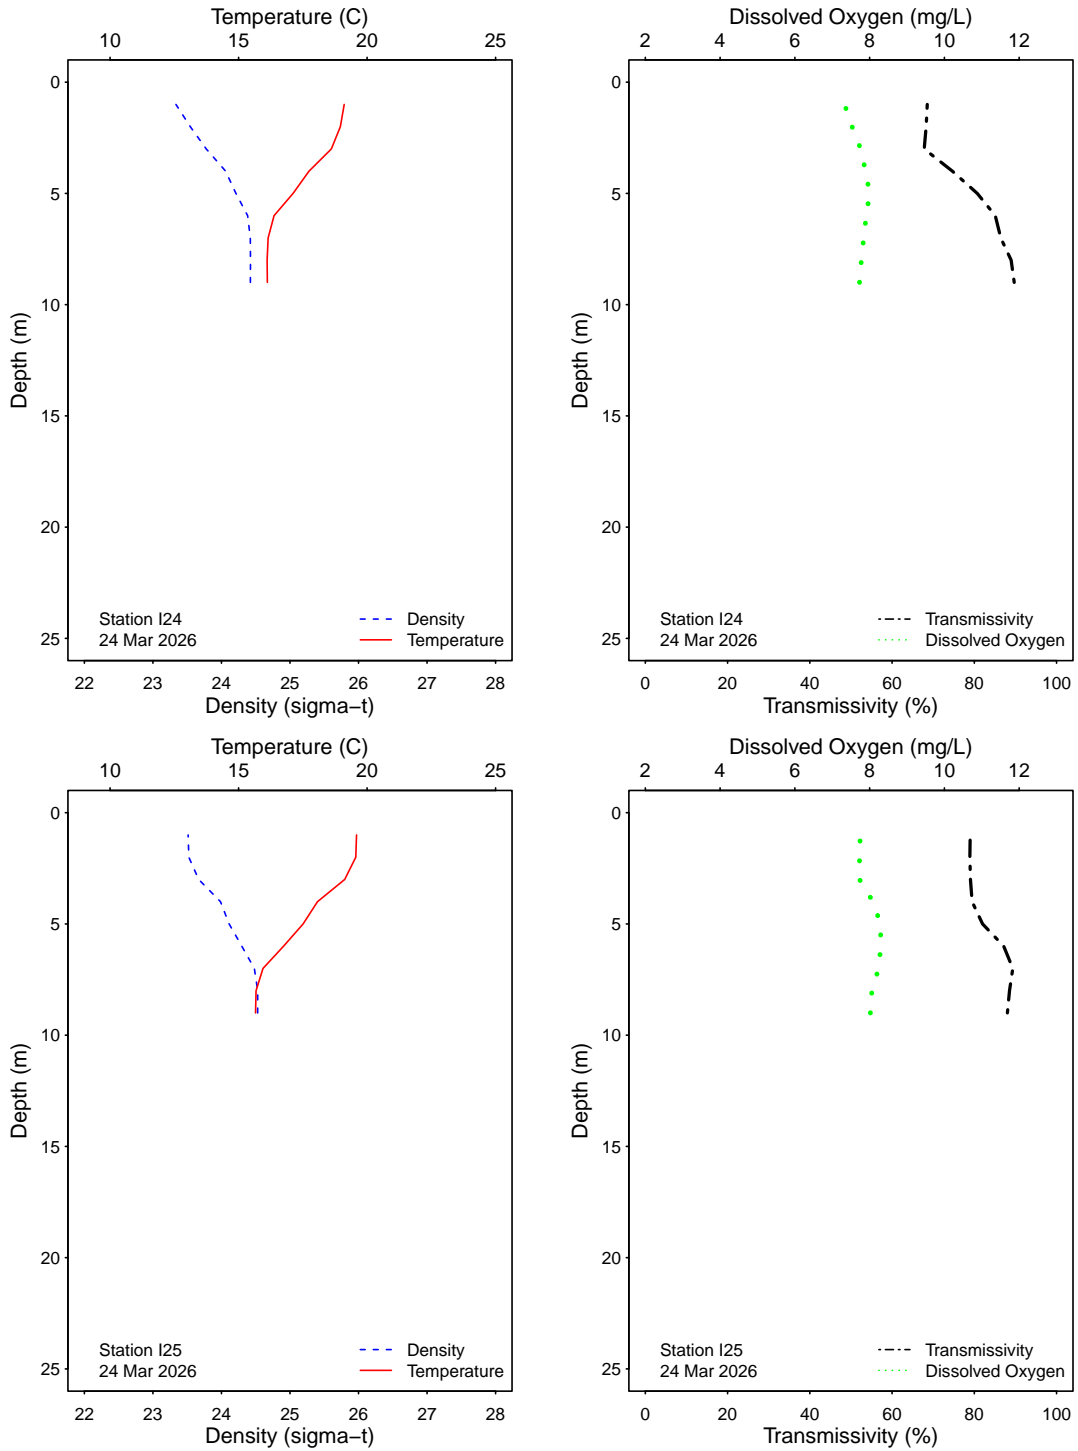 Temperature (C)
10 15 20 25
0
5
10
15
20
25
Depth (m)
Station I24
24 Mar 2026
Density
Temperature
22 23 24 25 26 27 28
Density (sigma−t)
Dissolved Oxygen (mg/L)
2 4 6 8 10 12
0
5
10
15
20
25
Depth (m)
Station I24
24 Mar 2026
Transmissivity
Dissolved Oxygen
0 20 40 60 80 100
Transmissivity (%)
Temperature (C)
10 15 20 25
0
5
10
15
20
25
Depth (m)
Station I25
24 Mar 2026
Density
Temperature
22 23 24 25 26 27 28
Density (sigma−t)
Dissolved Oxygen (mg/L)
2 4 6 8 10 12
0
5
10
15
20
25
Depth (m)
Station I25
24 Mar 2026
Transmissivity
Dissolved Oxygen
0 20 40 60 80 100
Transmissivity (%)